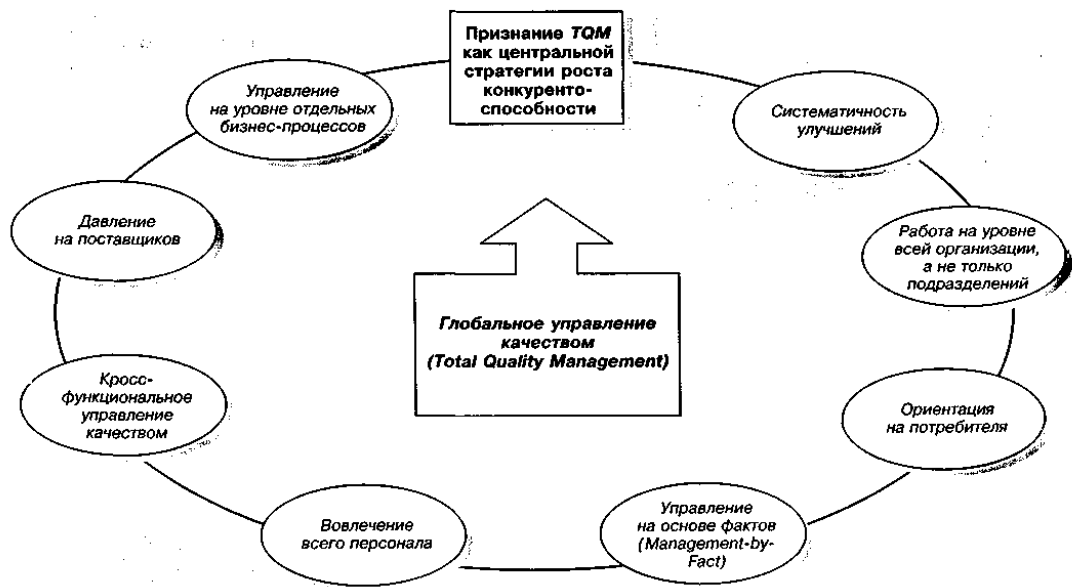 Признание TQM
как центральной
стратегии роста
конкуренто-
способности
Систематичность
улучшений
Работа на уровне
всей организации,
а не только
подразделений
Ориентация
на потребителя
Управление
на основе фактов
(Management-by-
Fact)
Вовлечение
всего персонала
Кросс-
функциональное
управление
качеством
Давление
на поставщиков
Управление
на уровне отдельных
бизнес-процессов
Глобальное управление
качеством
(Total Quality Management)